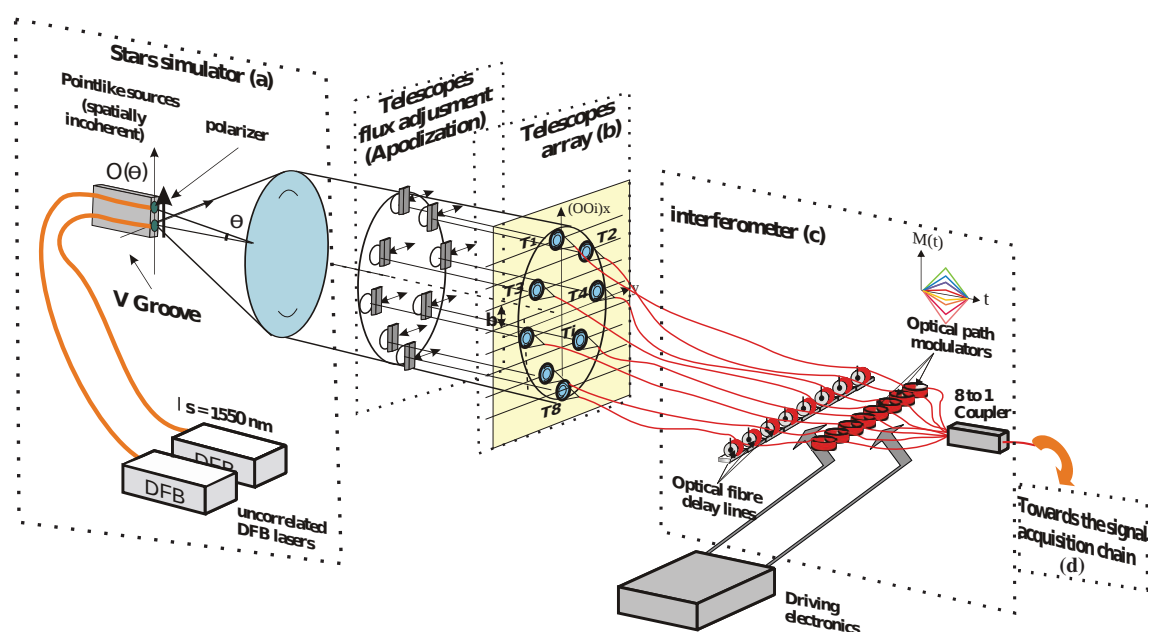 Stars simulator (a)
Pointlike sources
(spatially
incoherent)
polarizer
O(Θ)
Θ
V Groove
l s = 1550 nm
DFB
DFB
uncorrelated
DFB lasers
Telescopes
flux adjusment
(Apodization)
Telescopes
array (b)
(OOi)x
y
T1
T2
T3
T4
b
Ti
T8
interferometer (c)
M(t)
t
Optical path
modulators
8 to 1
Coupler
Optical fibre
delay lines
Driving
electronics
Towards the signal
acquisition chain
(d)